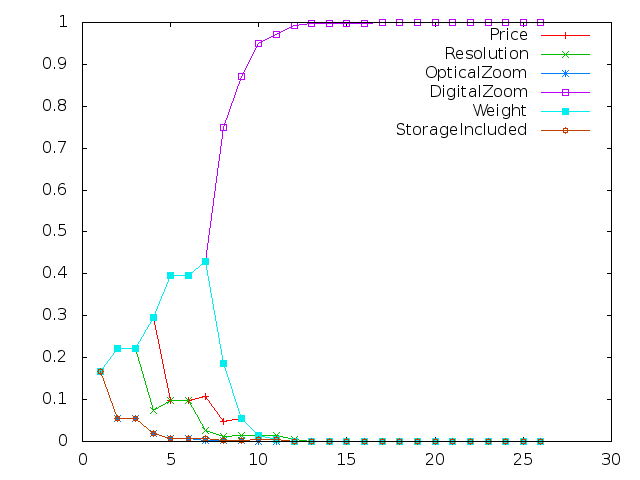 1
0.9
0.8
0.7
0.6
0.5
0.4
0.3
0.2
0.1
0
0 5 10 15 20 25 30
Price
Resolution
OpticalZoom
DigitalZoom
Weight
StorageIncluded